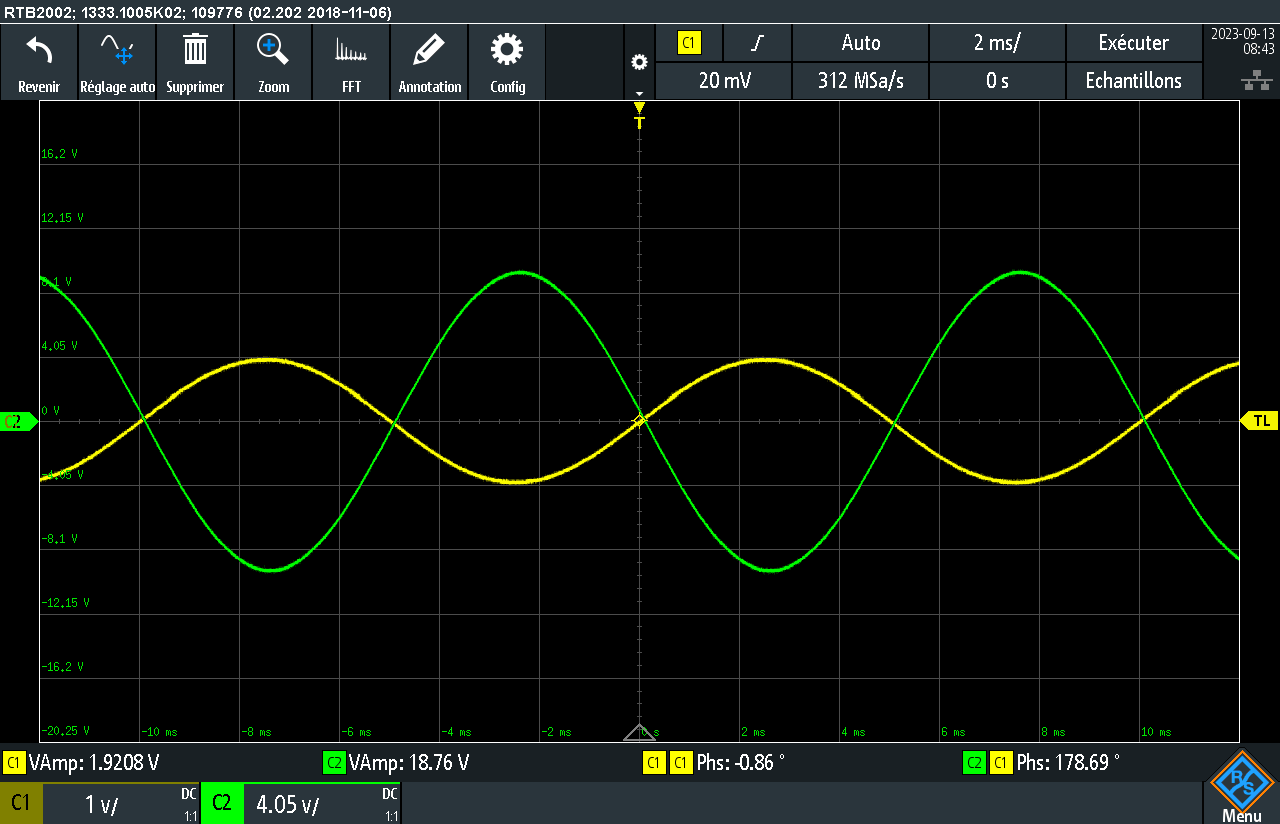 RTB2002; 1333.1005K02; 109776 (02.202 2018-11-06)
Revenir Réglage auto Supprimer Zoom FFT Annotation Config
C1 Auto 2 ms/ Exécuter
20 mV 312 MSa/s 0 s Echantillons
2023-09-13
08:43
T
16,2 V
12,15 V
8,1 V
4,05 V
0 V
C2
TL
-4,05 V
-8,1 V
-12,15 V
-16,2 V
-20,25 V
-10 ms -8 ms -6 ms -4 ms -2 ms 0 s 2 ms 4 ms 6 ms 8 ms 10 ms
C1 VAmp: 1.9208 V C2 VAmp: 18.76 V C1 C1 Phs: -0.86 ° C2 C1 Phs: 178.69 °
C1 1 V/ DC 1:1 C2 4.05 V/ DC 1:1
R&S
Menu